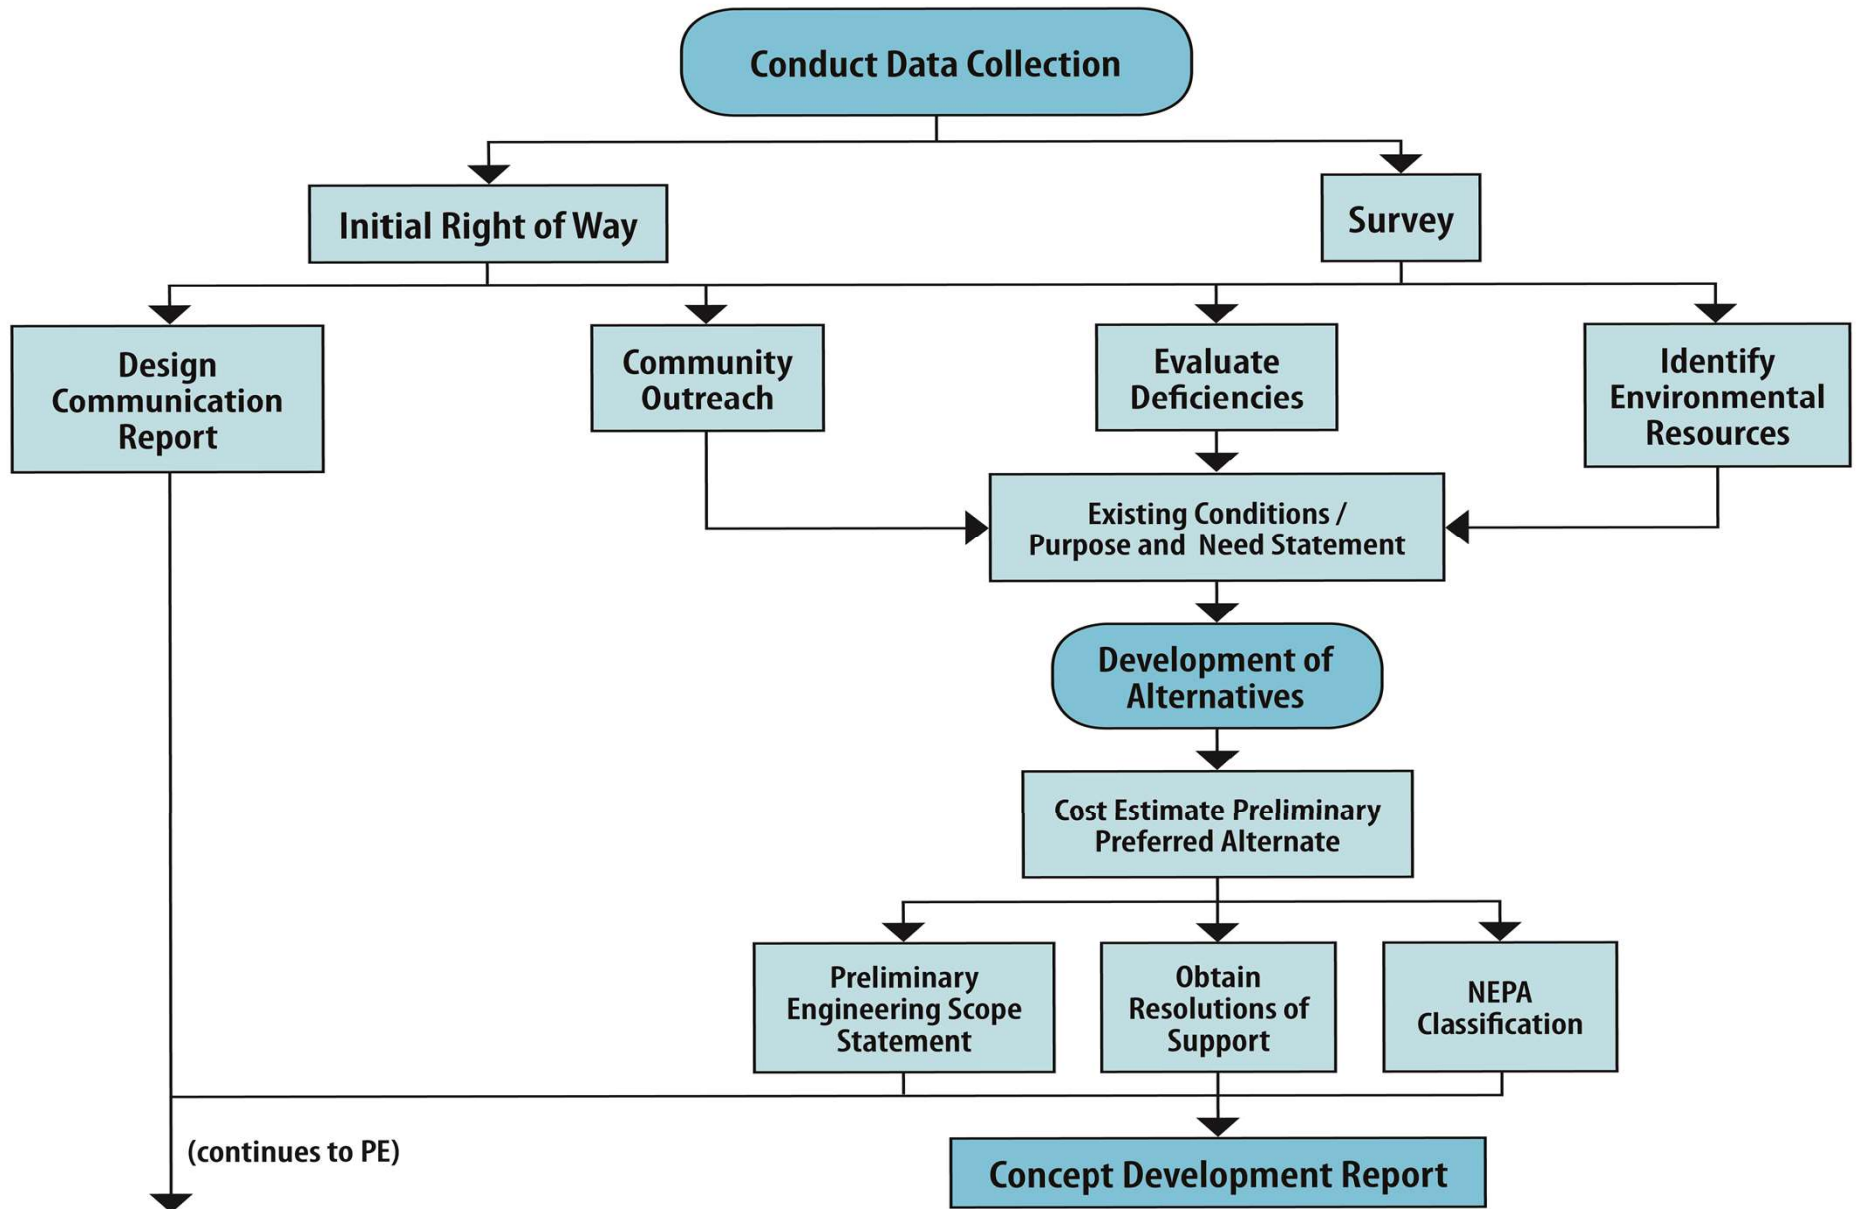 Conduct Data Collection
Initial Right of Way
Survey
Design
Communication
Report
Community
Outreach
Evaluate
Deficiencies
Identify
Environmental
Resources
Existing Conditions /
Purpose and Need Statement
Development of
Alternatives
Cost Estimate Preliminary
Preferred Alternate
Preliminary
Engineering Scope
Statement
Obtain
Resolutions of
Support
NEPA
Classification
(continues to PE)
Concept Development Report